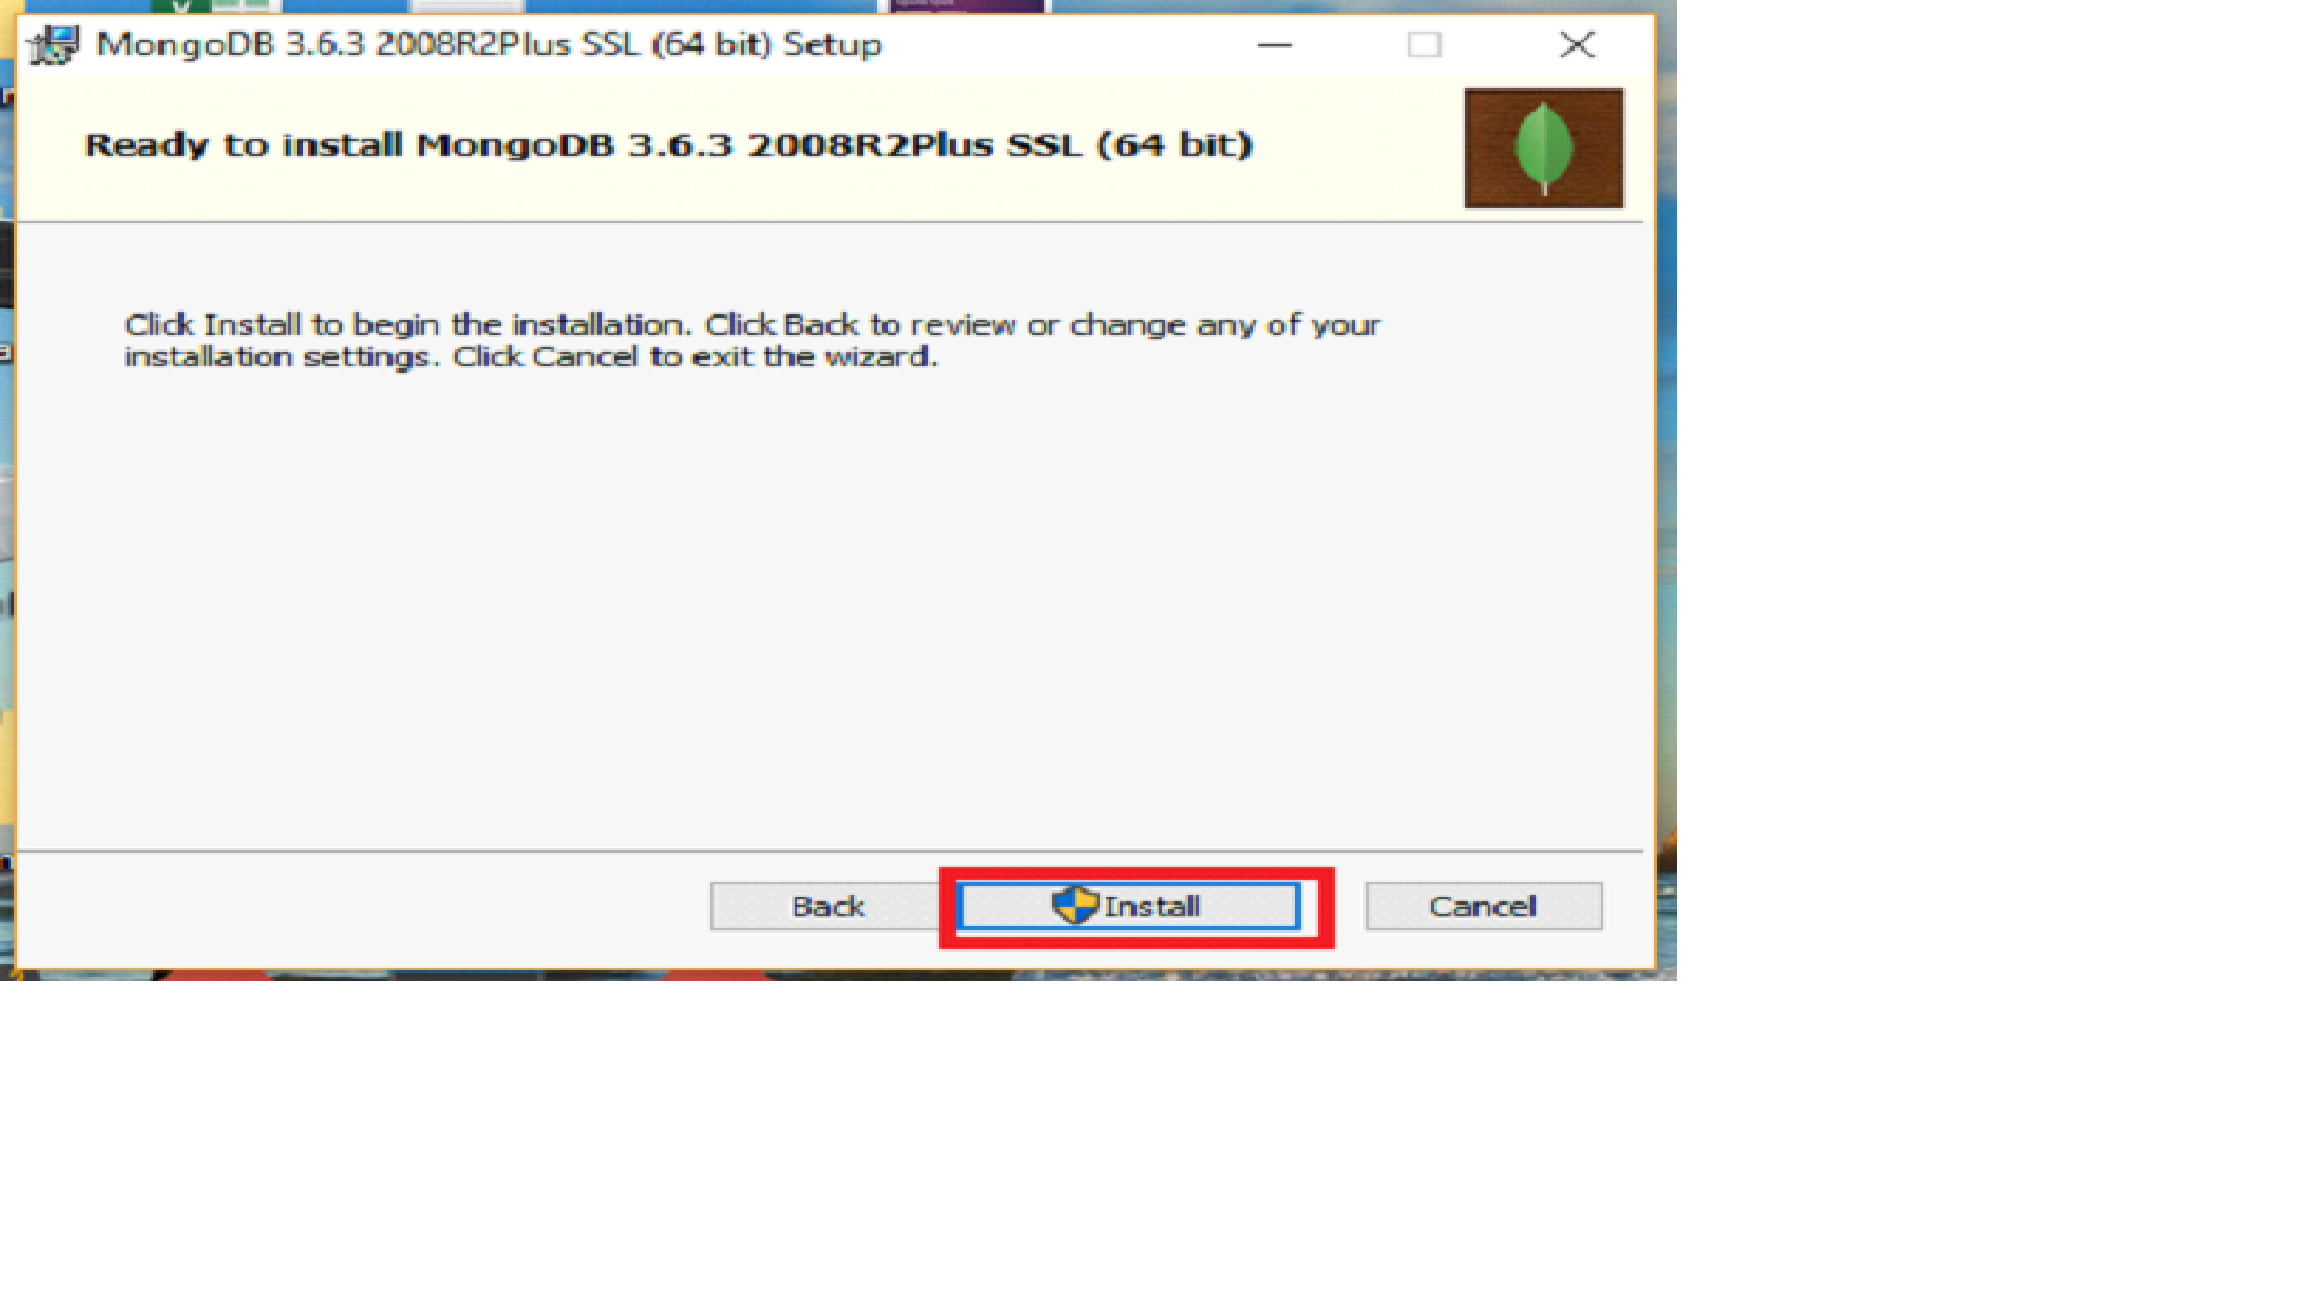 MongoDB 3.6.3 2008R2Plus SSL (64 bit) Setup
Ready to install MongoDB 3.6.3 2008R2Plus SSL (64 bit)
Click Install to begin the installation. Click Back to review or change any of your
installation settings. Click Cancel to exit the wizard.
Back
Install
Cancel